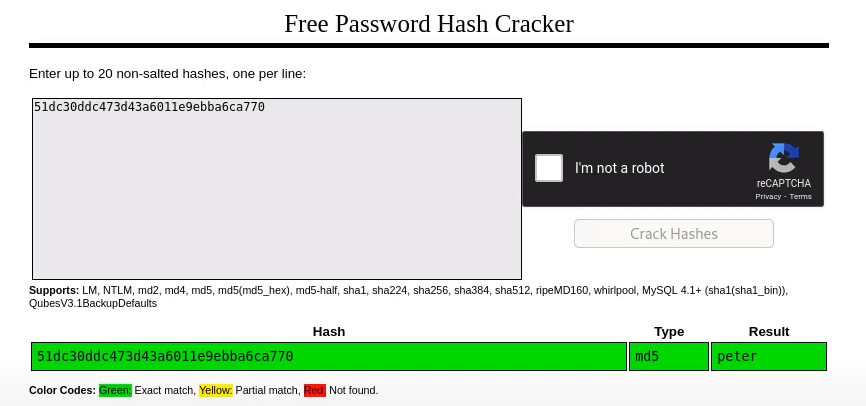 Free Password Hash Cracker
Enter up to 20 non-salted hashes, one per line:
51dc30ddc473d43a6011e9ebba6ca770
I'm not a robot
reCAPTCHA
Privacy - Terms
Crack Hashes
Supports: LM, NTLM, md2, md4, md5, md5(md5_hex), md5-half, sha1, sha224, sha256, sha384, sha512, ripeMD160, whirlpool, MySQL 4.1+ (sha1(sha1_bin)),
QubesV3.1BackupDefaults
Hash Type Result
51dc30ddc473d43a6011e9ebba6ca770 md5 peter
Color Codes: Green: Exact match, Yellow: Partial match, Red: Not found.